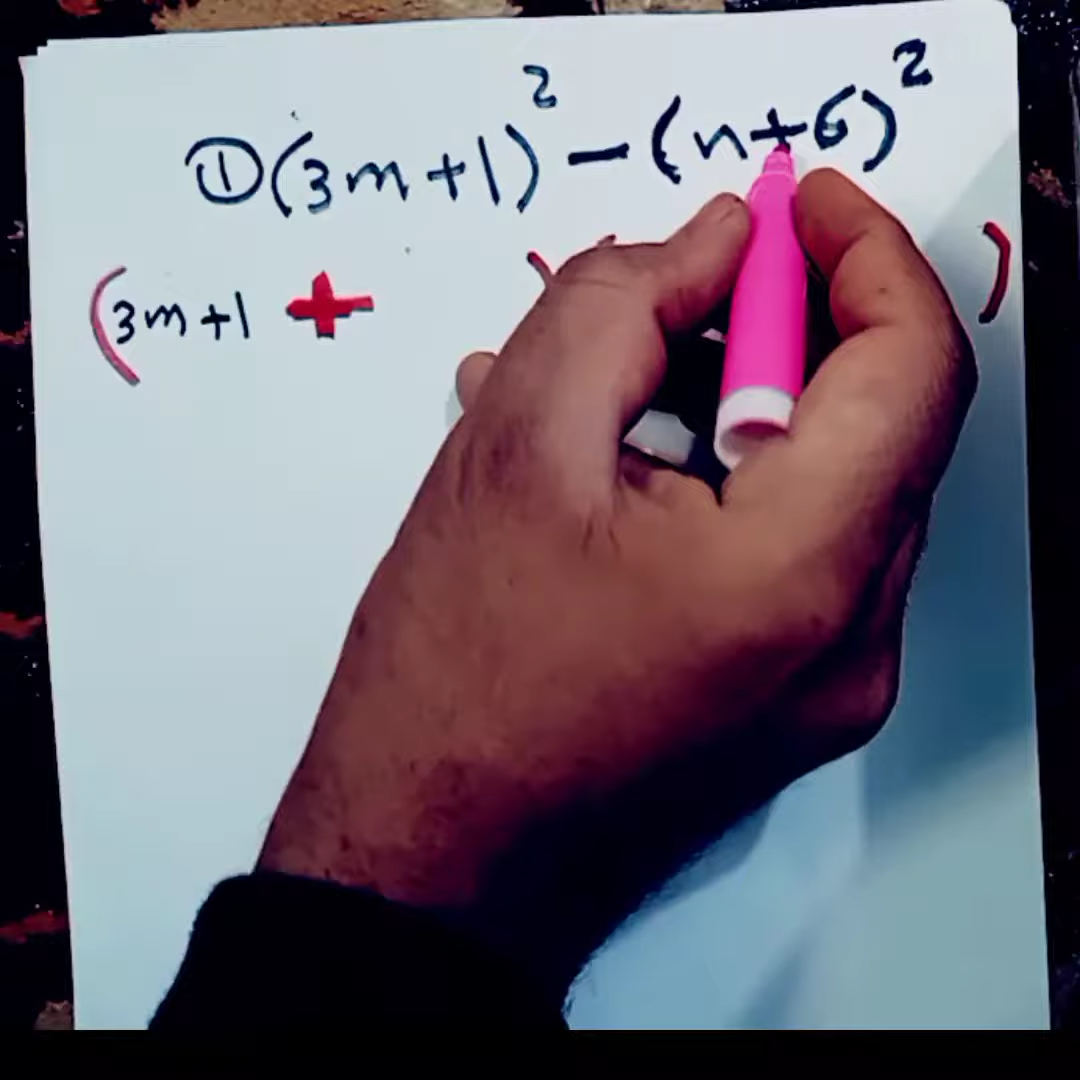 ① (3m+1)² − (n+6)²
(3m+1 +      )      )